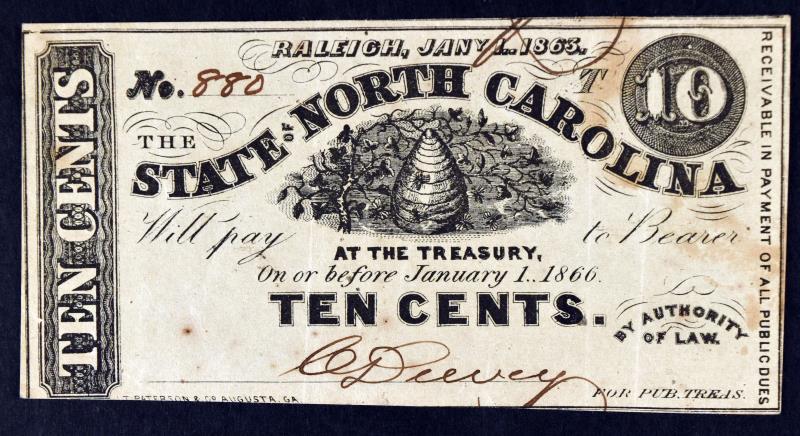 RALEIGH, JANY 1.. 1863.
No. 880
T
10
THE
STATE OF NORTH CAROLINA
Will pay to Bearer
AT THE TREASURY,
On or before January 1.. 1866.
TEN CENTS.
BY AUTHORITY
OF LAW.
C Dewey
FOR PUB. TREAS.
T. PATERSON & CO AUGUSTA, GA
TEN CENTS
RECEIVABLE IN PAYMENT OF ALL PUBLIC DUES